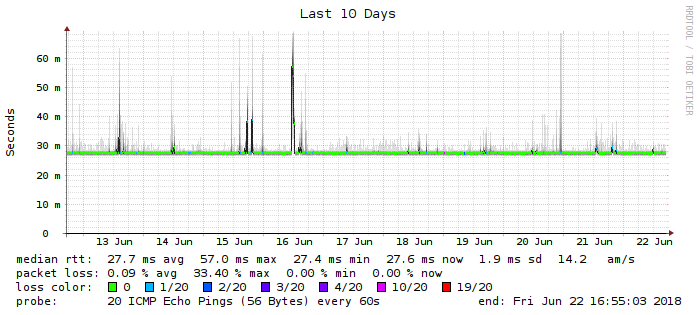 Last 10 Days
RRDTOOL / TOBI OETIKER
Seconds
60 m
50 m
40 m
30 m
20 m
10 m
0
13 Jun 14 Jun 15 Jun 16 Jun 17 Jun 18 Jun 19 Jun 20 Jun 21 Jun 22 Jun
median rtt: 27.7 ms avg 57.0 ms max 27.4 ms min 27.6 ms now 1.9 ms sd 14.2 am/s
packet loss: 0.09 % avg 33.40 % max 0.00 % min 0.00 % now
loss color: 0 1/20 2/20 3/20 4/20 10/20 19/20
probe: 20 ICMP Echo Pings (56 Bytes) every 60s end: Fri Jun 22 16:55:03 2018